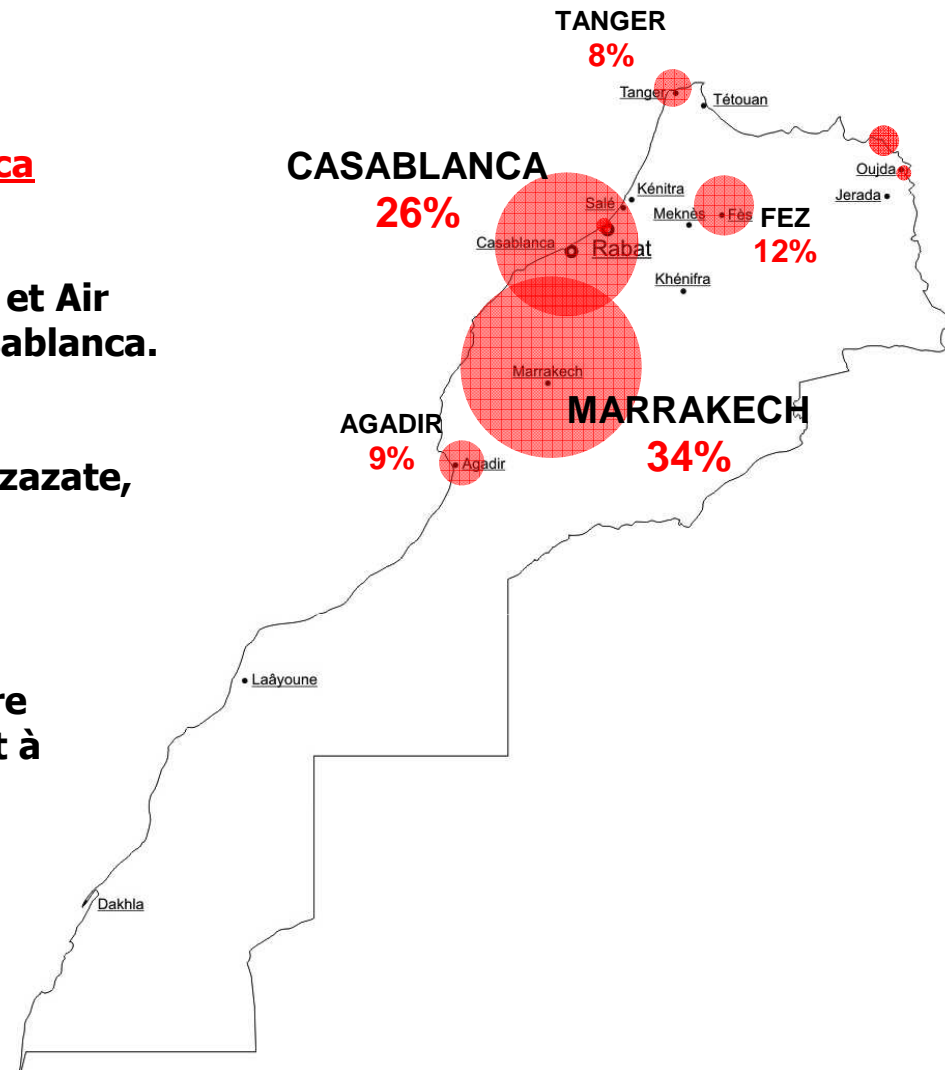 ca
et Air
ablanca.
zazate,
re
t à
TANGER
8%
Tanger
Tétouan
CASABLANCA
26%
Oujda
Jerada
Kénitra
Salé
Meknès
Fès
FEZ
12%
Casablanca
Rabat
Khénifra
Marrakech
MARRAKECH
34%
AGADIR
9%
Agadir
Laâyoune
Dakhla